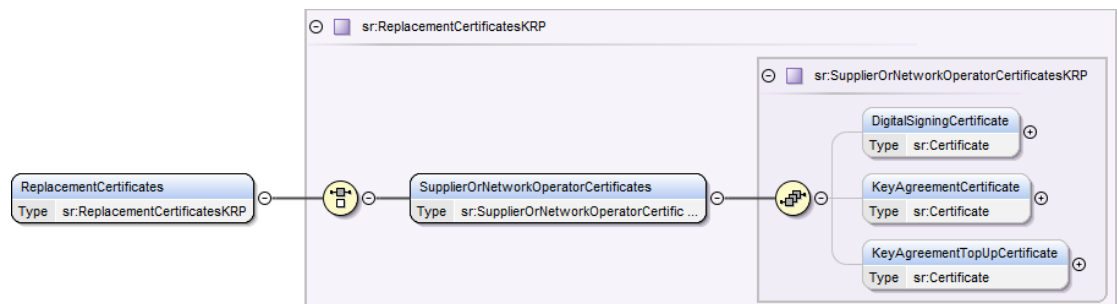 sr:ReplacementCertificatesKRP
sr:SupplierOrNetworkOperatorCertificatesKRP
DigitalSigningCertificate
Type sr:Certificate
ReplacementCertificates
Type sr:ReplacementCertificatesKRP
SupplierOrNetworkOperatorCertificates
Type sr:SupplierOrNetworkOperatorCertific ...
KeyAgreementCertificate
Type sr:Certificate
KeyAgreementTopUpCertificate
Type sr:Certificate